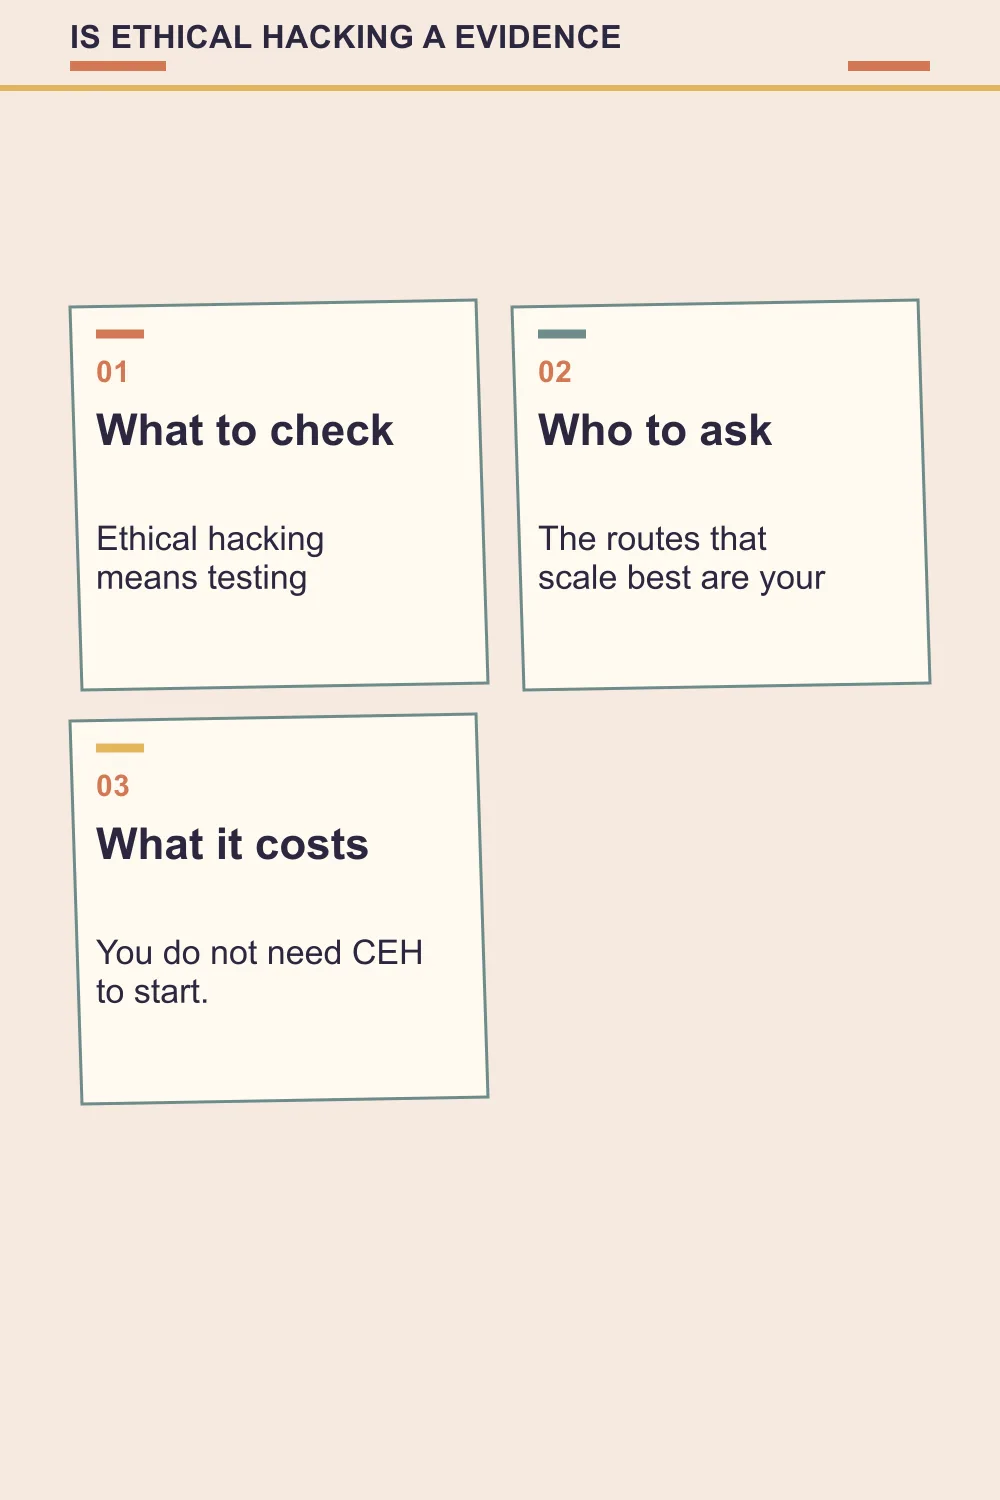 IS ETHICAL HACKING A EVIDENCE
01
What to check
Ethical hacking
means testing
02
Who to ask
The routes that
scale best are your
03
What it costs
You do not need CEH
to start.